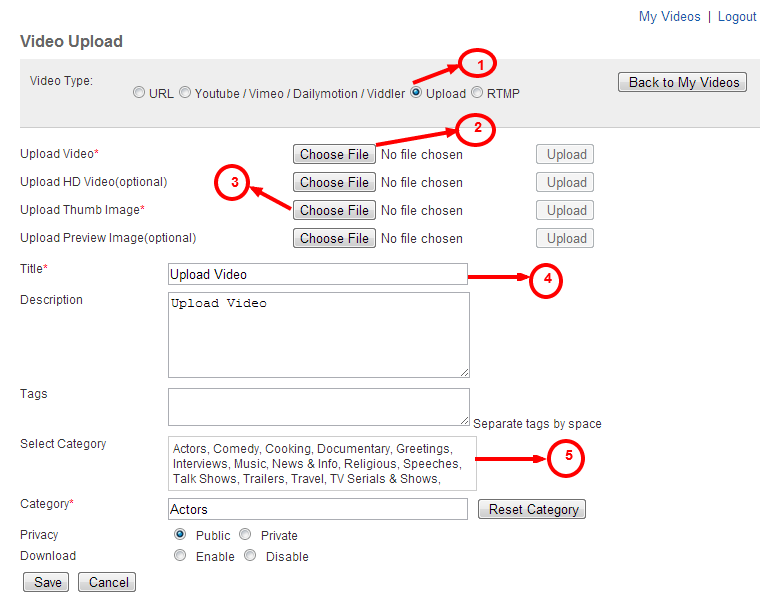 My Videos | Logout
Video Upload
1
Video Type:
URL Youtube / Vimeo / Dailymotion / Viddler Upload RTMP
Back to My Videos
2
Upload Video* Choose File No file chosen Upload
Upload HD Video(optional) Choose File No file chosen Upload
3
Upload Thumb Image* Choose File No file chosen Upload
Upload Preview Image(optional) Choose File No file chosen Upload
Title* Upload Video
4
Description Upload Video
Tags
Separate tags by space
Select Category
Actors, Comedy, Cooking, Documentary, Greetings,
Interviews, Music, News & Info, Religious, Speeches,
Talk Shows, Trailers, Travel, TV Serials & Shows,
5
Category* Actors Reset Category
Privacy Public Private
Download Enable Disable
Save Cancel